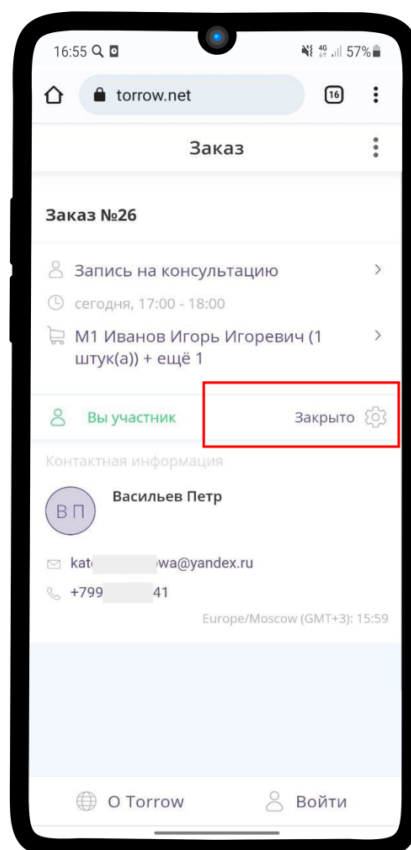 16:55
4G
57%
torrow.net
16
Заказ
Заказ №26
Запись на консультацию
сегодня, 17:00 - 18:00
М1 Иванов Игорь Игоревич (1
штук(а)) + ещё 1
Вы участник
Закрыто
Контактная информация
ВП
Васильев Петр
kat wa@yandex.ru
+799 41
Europe/Moscow (GMT+3): 15:59
О Torrow
Войти